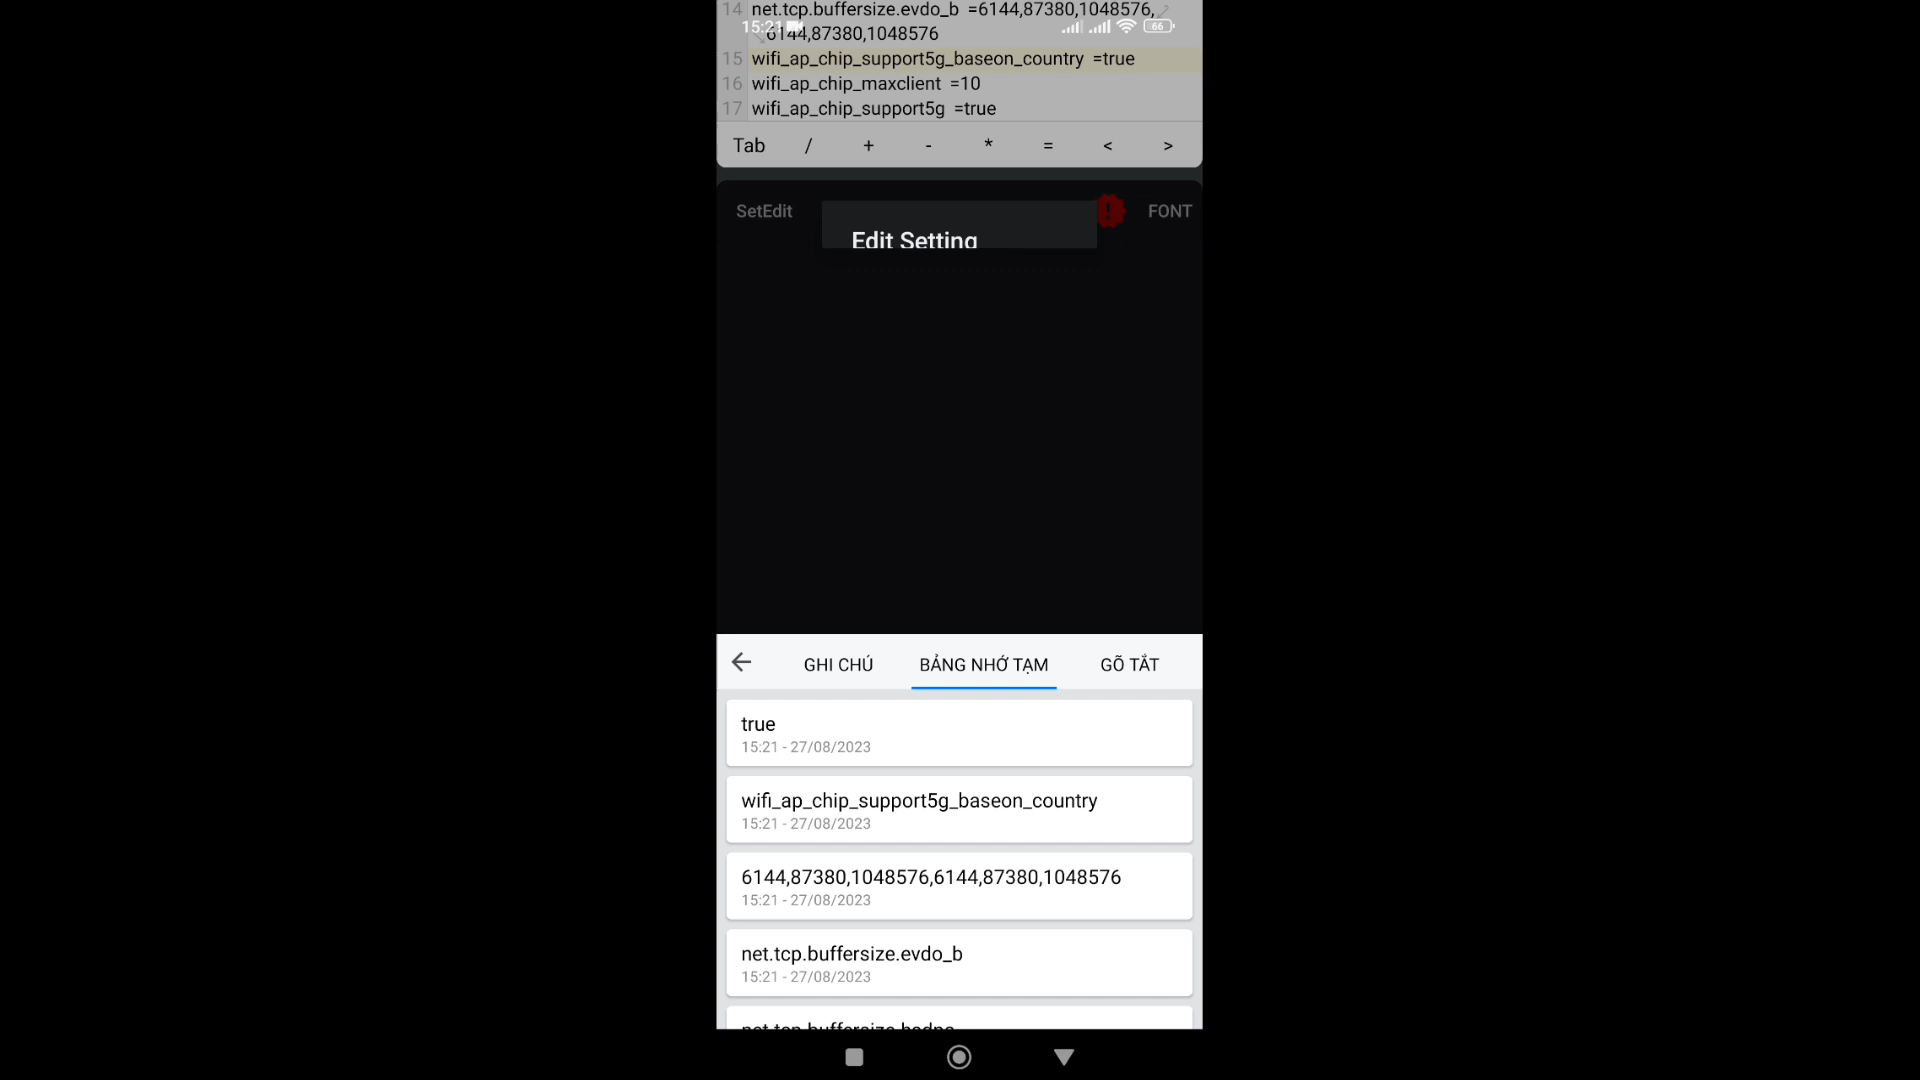 14 net.tcp.buffersize.evdo_b =6144,87380,1048576,
15:21 66
6144,87380,1048576
15 wifi_ap_chip_support5g_baseon_country =true
16 wifi_ap_chip_maxclient =10
17 wifi_ap_chip_support5g =true
Tab / + - * = < >
SetEdit FONT
Edit Setting
GHI CHÚ BẢNG NHỚ TẠM GÕ TẮT
true
15:21 - 27/08/2023
wifi_ap_chip_support5g_baseon_country
15:21 - 27/08/2023
6144,87380,1048576,6144,87380,1048576
15:21 - 27/08/2023
net.tcp.buffersize.evdo_b
15:21 - 27/08/2023